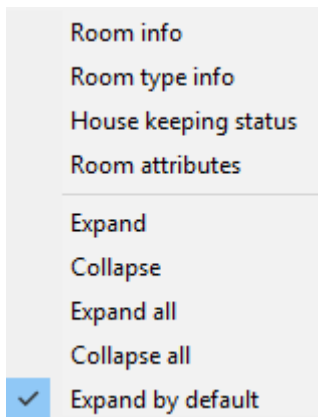 Room info
Room type info
House keeping status
Room attributes
Expand
Collapse
Expand all
Collapse all
Expand by default